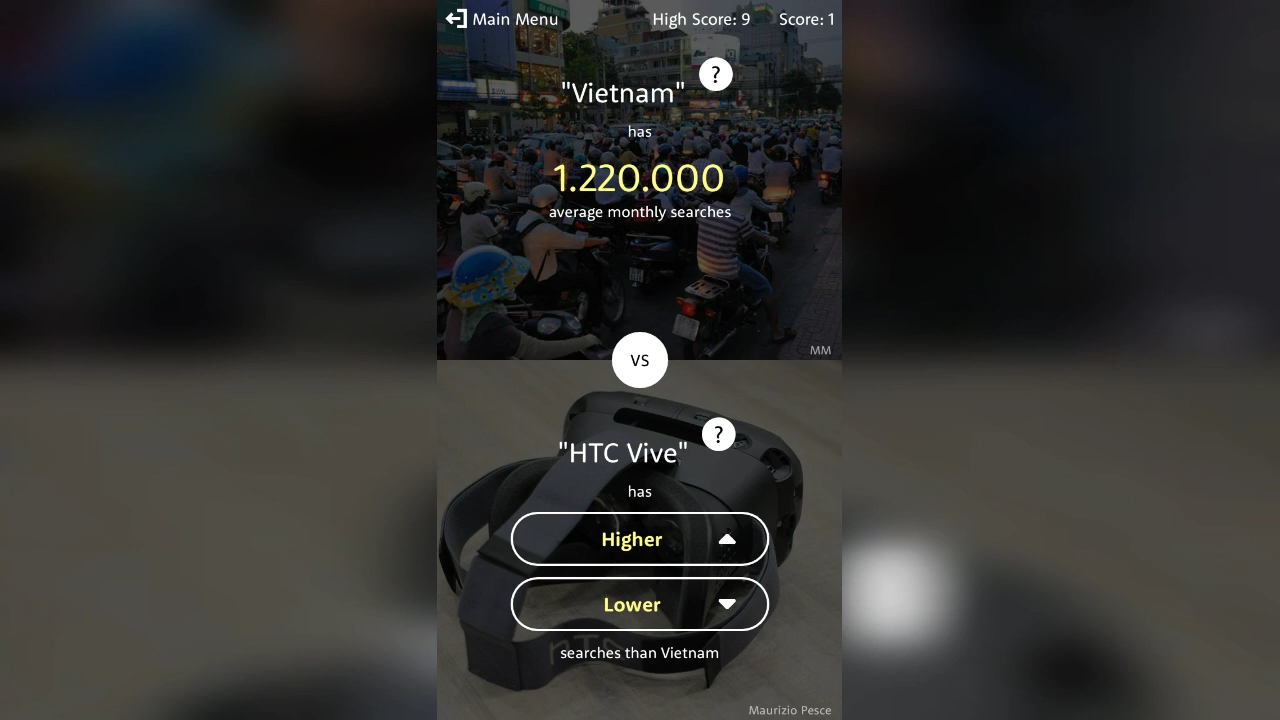 Main Menu
High Score: 9
Score: 1
?
"Vietnam"
has
1.220.000
average monthly searches
MM
VS
?
"HTC Vive"
has
Higher
Lower
searches than Vietnam
Maurizio Pesce